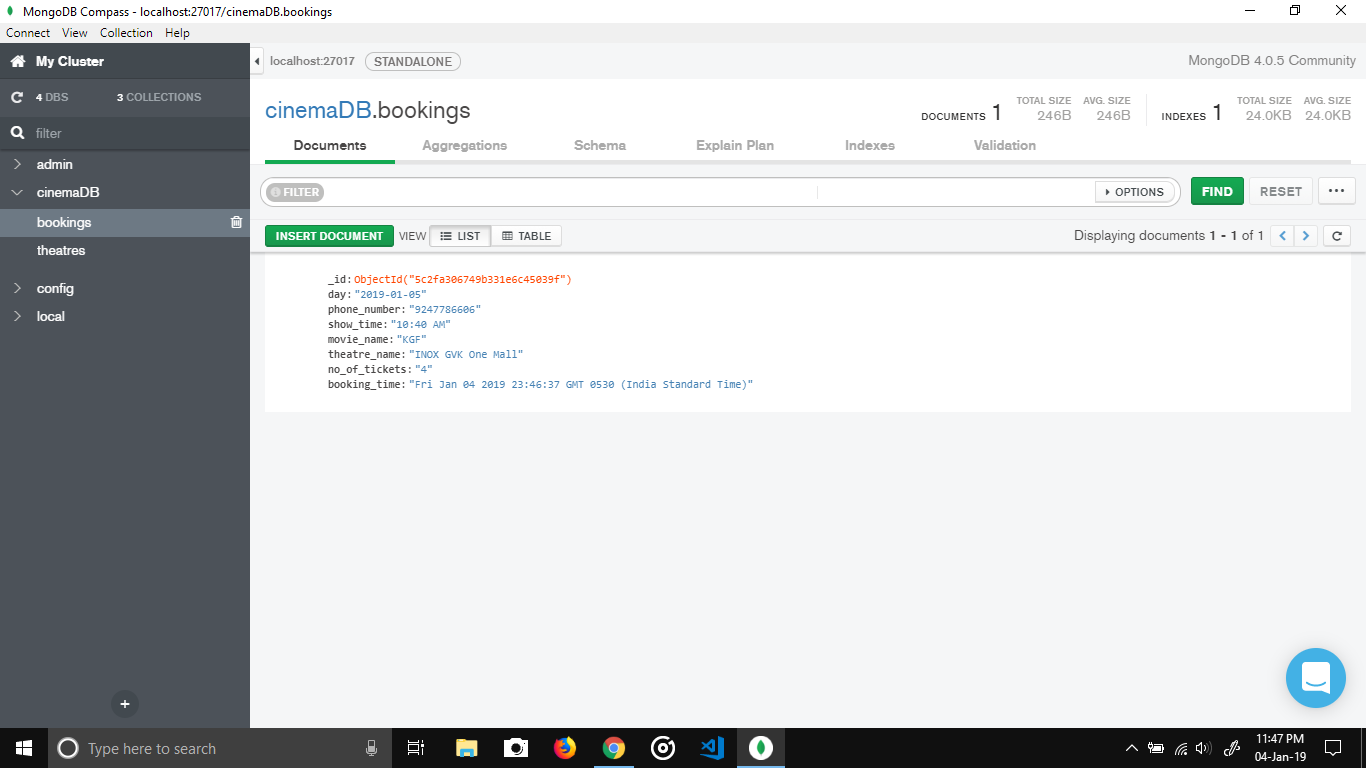 MongoDB Compass - localhost:27017/cinemaDB.bookings
Connect View Collection Help
My Cluster
localhost:27017 STANDALONE MongoDB 4.0.5 Community
4 DBS 3 COLLECTIONS
filter
admin
cinemaDB
bookings
theatres
config
local
cinemaDB.bookings
DOCUMENTS 1 TOTAL SIZE 246B AVG. SIZE 246B INDEXES 1 TOTAL SIZE 24.0KB AVG. SIZE 24.0KB
Documents Aggregations Schema Explain Plan Indexes Validation
FILTER OPTIONS FIND RESET ...
INSERT DOCUMENT VIEW LIST TABLE Displaying documents 1 - 1 of 1
_id: ObjectId("5c2fa306749b331e6c45039f")
day: "2019-01-05"
phone_number: "9247786606"
show_time: "10:40 AM"
movie_name: "KGF"
theatre_name: "INOX GVK One Mall"
no_of_tickets: "4"
booking_time: "Fri Jan 04 2019 23:46:37 GMT 0530 (India Standard Time)"
Type here to search
11:47 PM
04-Jan-19